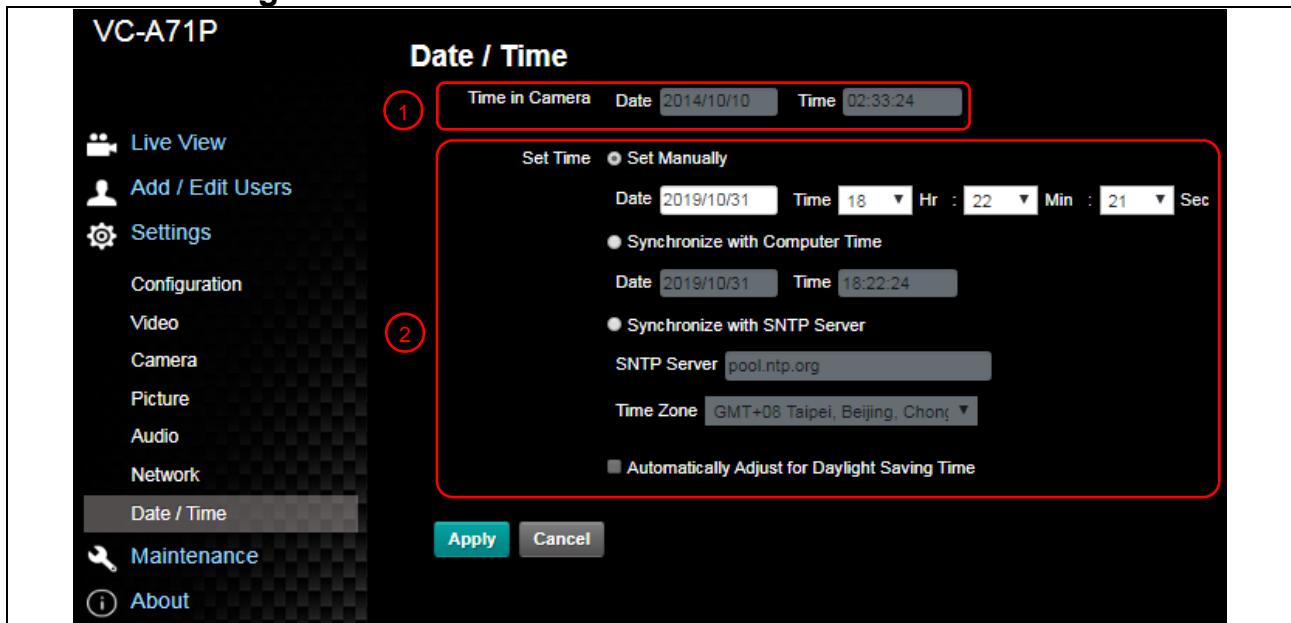 VC-A71P
Date / Time
1
Time in Camera Date 2014/10/10 Time 02:33:24
Live View
Add / Edit Users
Settings
Configuration
Video
Camera
Picture
Audio
Network
Date / Time
Maintenance
About
2
Set Time Set Manually
Date 2019/10/31 Time 18 Hr : 22 Min : 21 Sec
Synchronize with Computer Time
Date 2019/10/31 Time 18:22:24
Synchronize with SNTP Server
SNTP Server pool.ntp.org
Time Zone GMT+08 Taipei, Beijing, Chong
Automatically Adjust for Daylight Saving Time
Apply Cancel